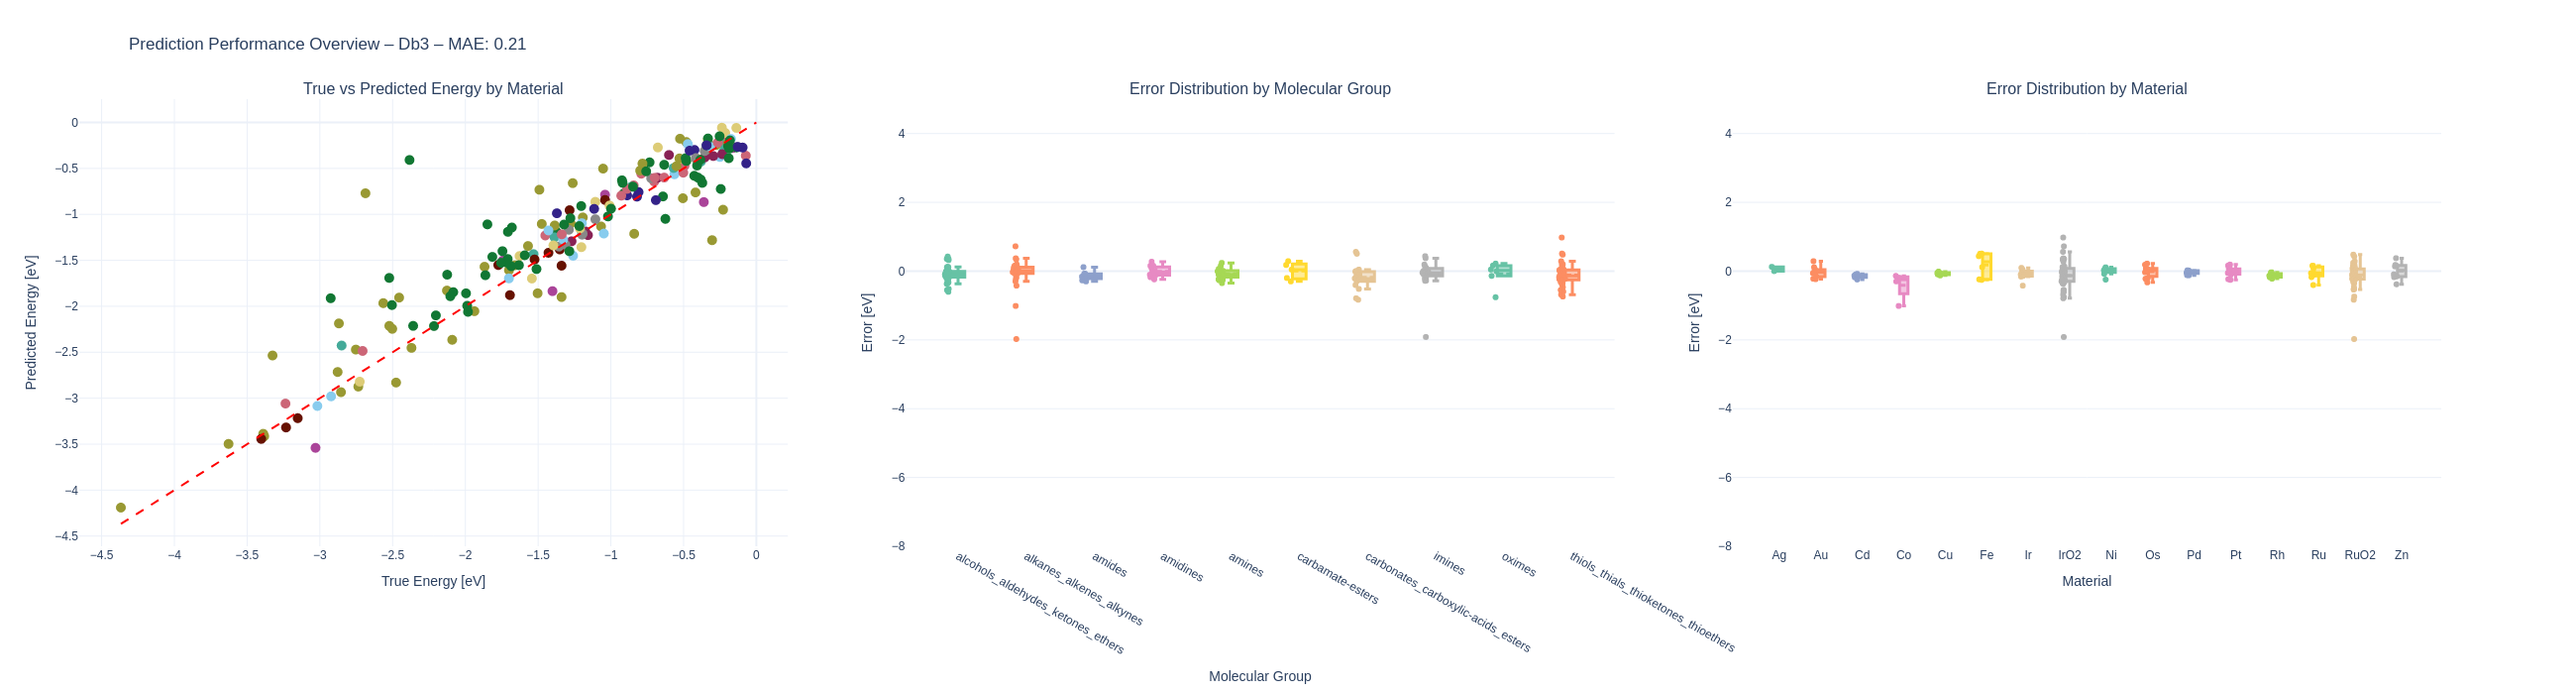 Prediction Performance Overview – Db3 – MAE: 0.21
True vs Predicted Energy by Material
Error Distribution by Molecular Group
Error Distribution by Material
0
−0.5
−1
−1.5
−2
−2.5
−3
−3.5
−4
−4.5
Predicted Energy [eV]
−4.5 −4 −3.5 −3 −2.5 −2 −1.5 −1 −0.5 0
True Energy [eV]
4
2
0
−2
−4
−6
−8
Error [eV]
alcohols_aldehydes_ketones_ethers
alkanes_alkenes_alkynes
amides
amidines
amines
carbamate-esters
carbonates_carboxylic-acids_esters
imines
oximes
thiols_thials_thioketones_thioethers
Molecular Group
4
2
0
−2
−4
−6
−8
Error [eV]
Ag Au Cd Co Cu Fe Ir IrO2 Ni Os Pd Pt Rh Ru RuO2 Zn
Material